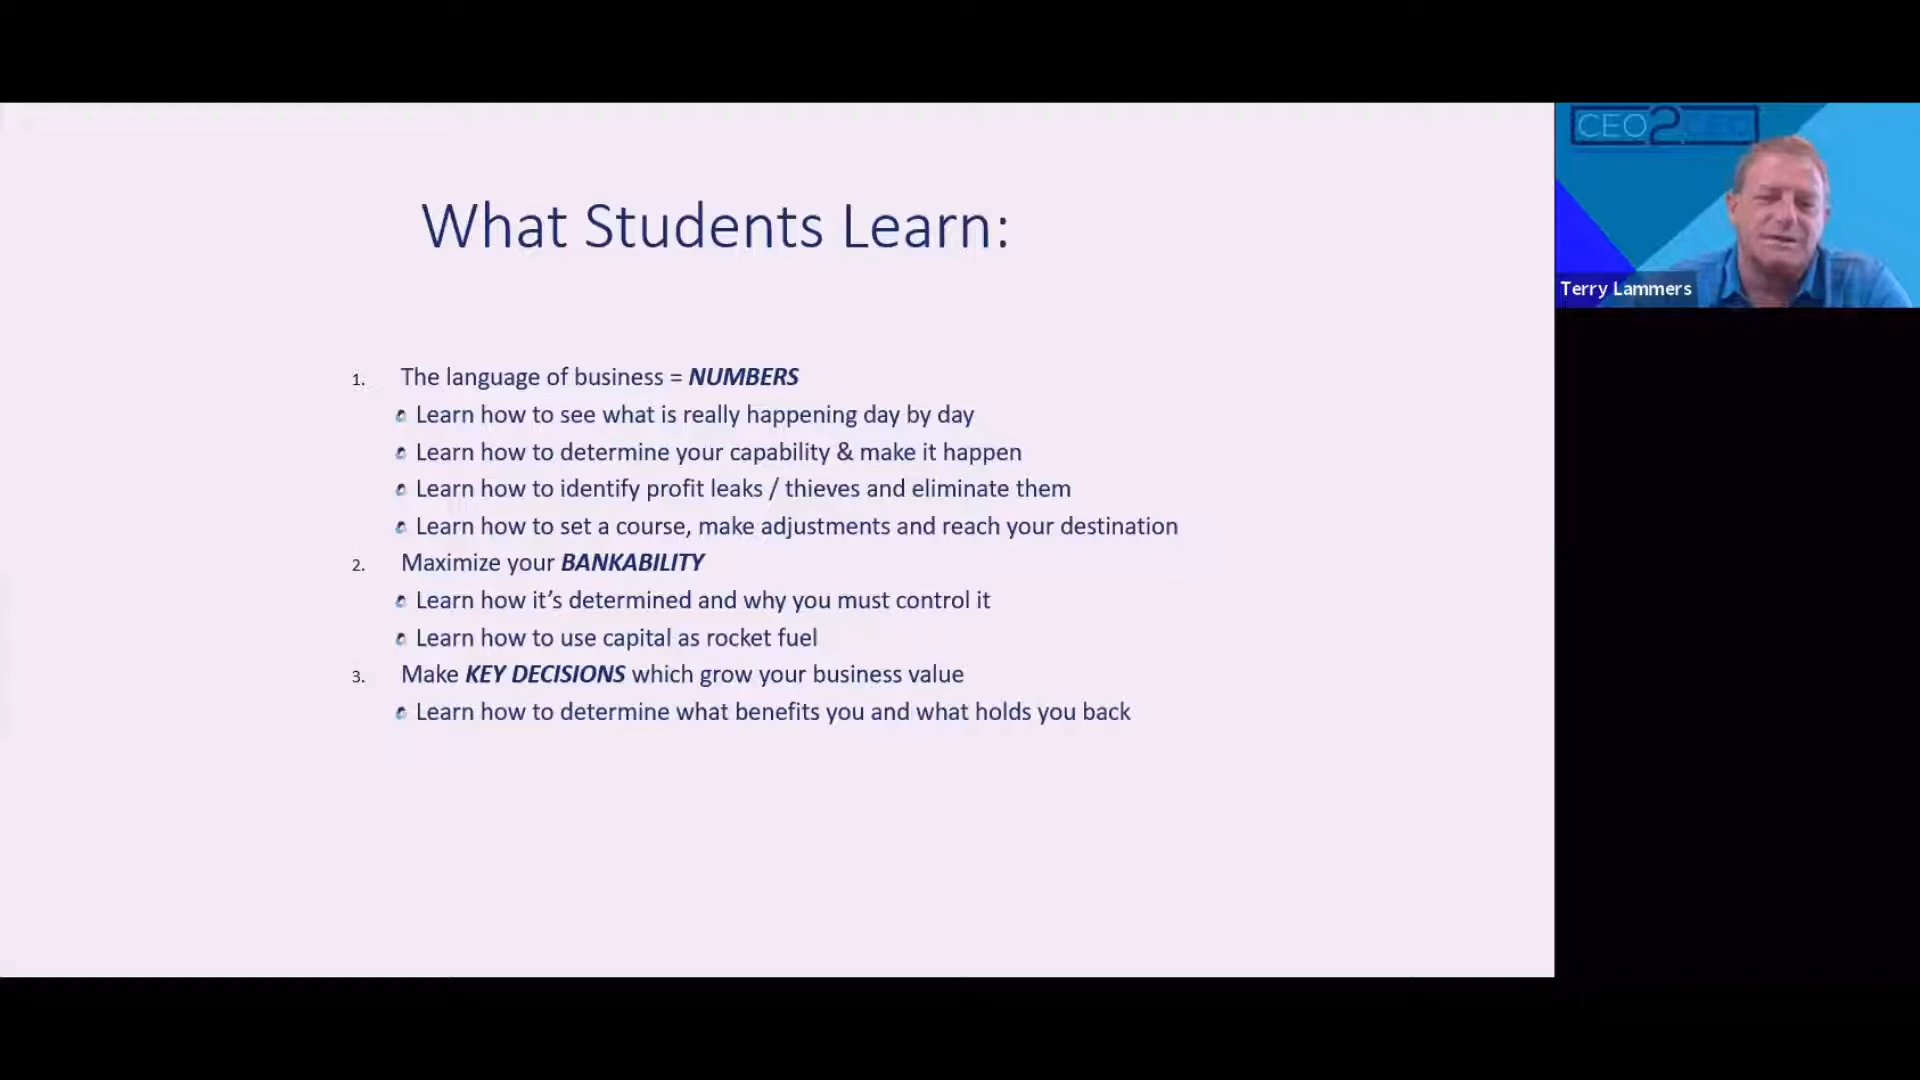 What Students Learn:
1. The language of business = NUMBERS
Learn how to see what is really happening day by day
Learn how to determine your capability & make it happen
Learn how to identify profit leaks / thieves and eliminate them
Learn how to set a course, make adjustments and reach your destination
2. Maximize your BANKABILITY
Learn how it’s determined and why you must control it
Learn how to use capital as rocket fuel
3. Make KEY DECISIONS which grow your business value
Learn how to determine what benefits you and what holds you back
CEO2
Terry Lammers